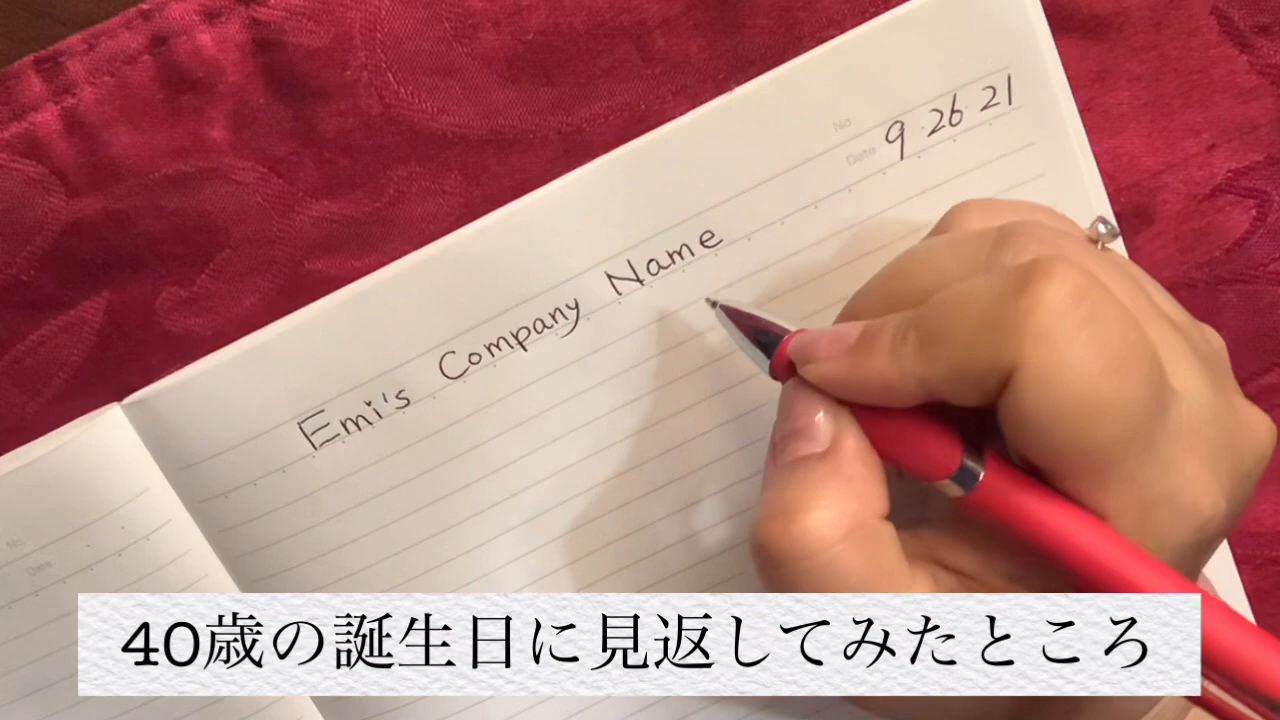 No.
Date 9 26 21
Emi's Company Name
No.
Date
40歳の誕生日に見返してみたところ